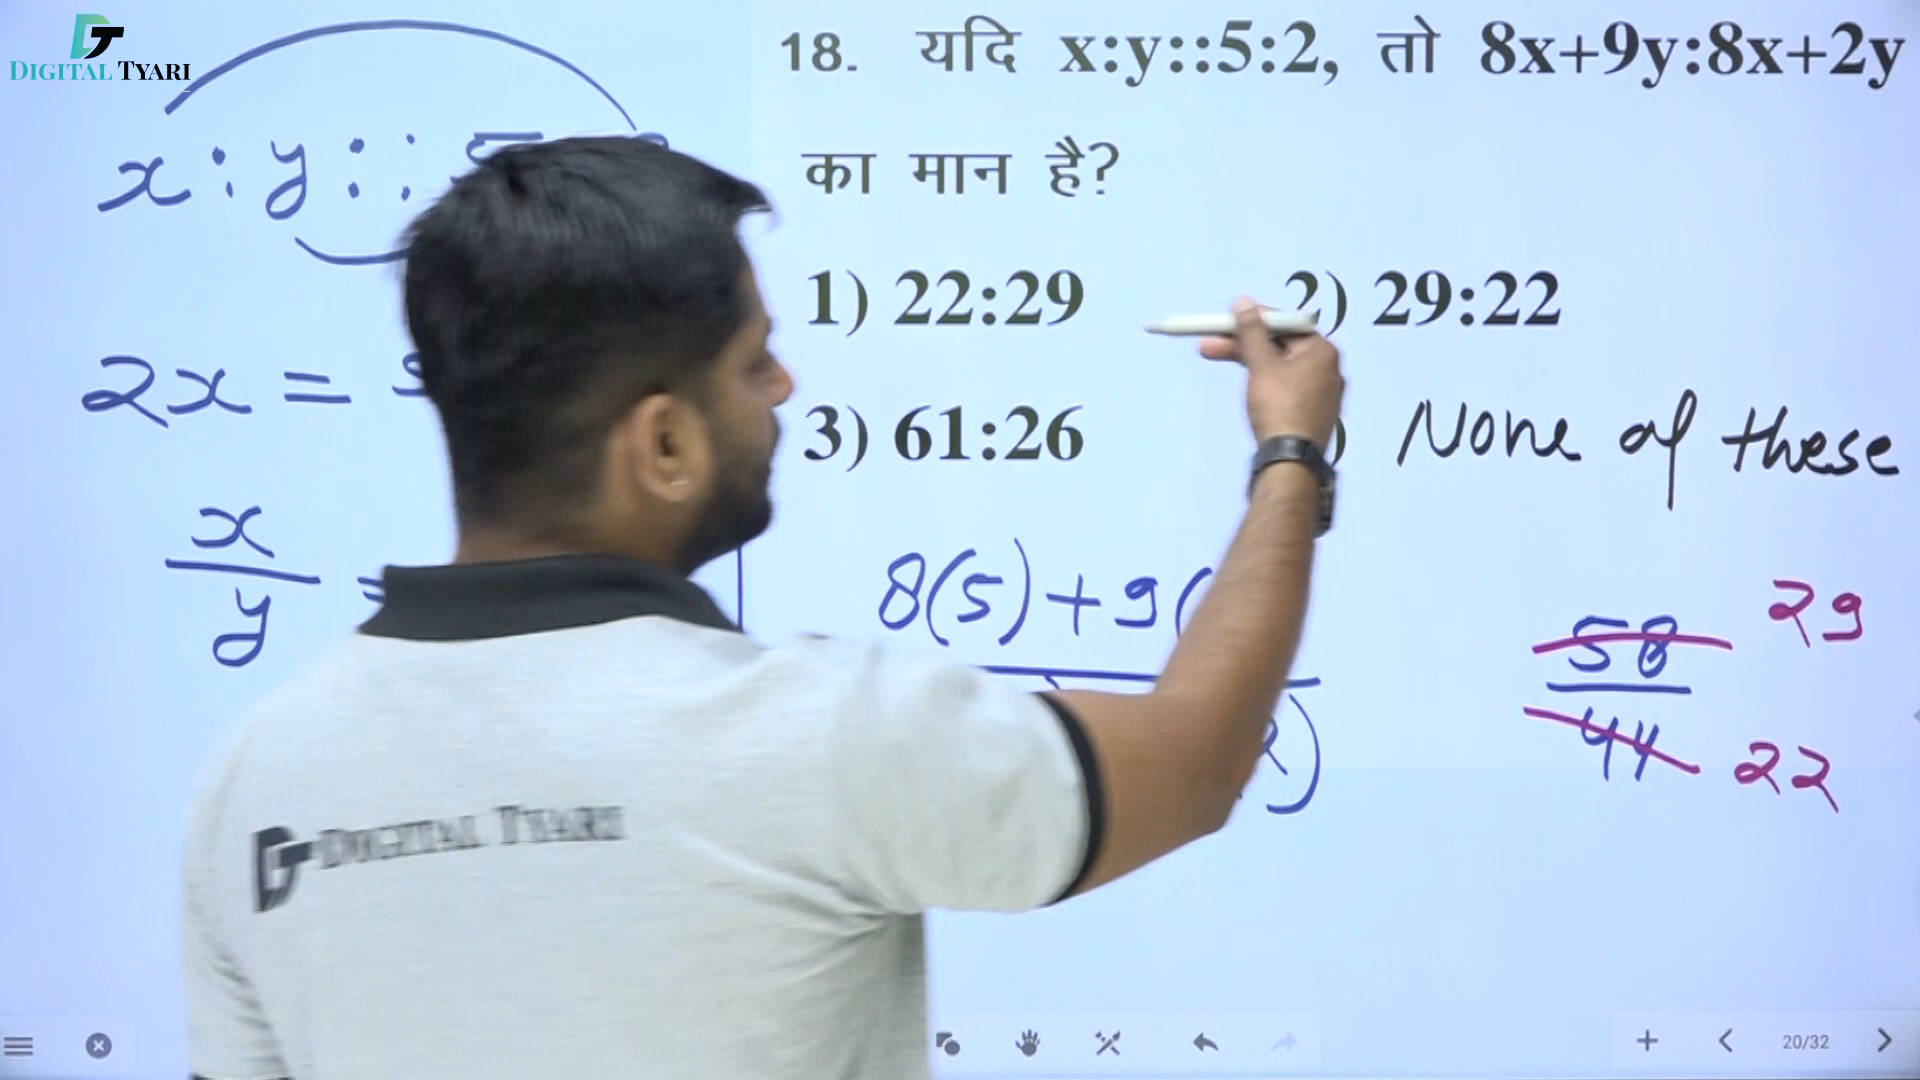 DIGITAL TYARI
18. यदि x:y::5:2, तो 8x+9y:8x+2y
का मान है?
1) 22:29 2) 29:22
3) 61:26 ) None of these
x : y ::
2x =
x
y =
8(5)+9(
2)
58 29
44 22
DIGITAL TYARI
20/32